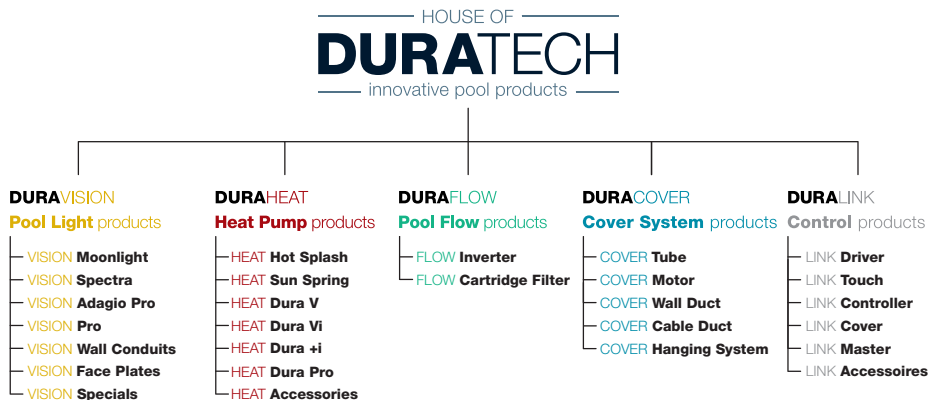 HOUSE OF
DURATECH
innovative pool products
DURAVISION
Pool Light products
VISION Moonlight
VISION Spectra
VISION Adagio Pro
VISION Pro
VISION Wall Conduits
VISION Face Plates
VISION Specials
DURAHEAT
Heat Pump products
HEAT Hot Splash
HEAT Sun Spring
HEAT Dura V
HEAT Dura Vi
HEAT Dura +i
HEAT Dura Pro
HEAT Accessories
DURAFLOW
Pool Flow products
FLOW Inverter
FLOW Cartridge Filter
DURACOVER
Cover System products
COVER Tube
COVER Motor
COVER Wall Duct
COVER Cable Duct
COVER Hanging System
DURALINK
Control products
LINK Driver
LINK Touch
LINK Controller
LINK Cover
LINK Master
LINK Accessoires